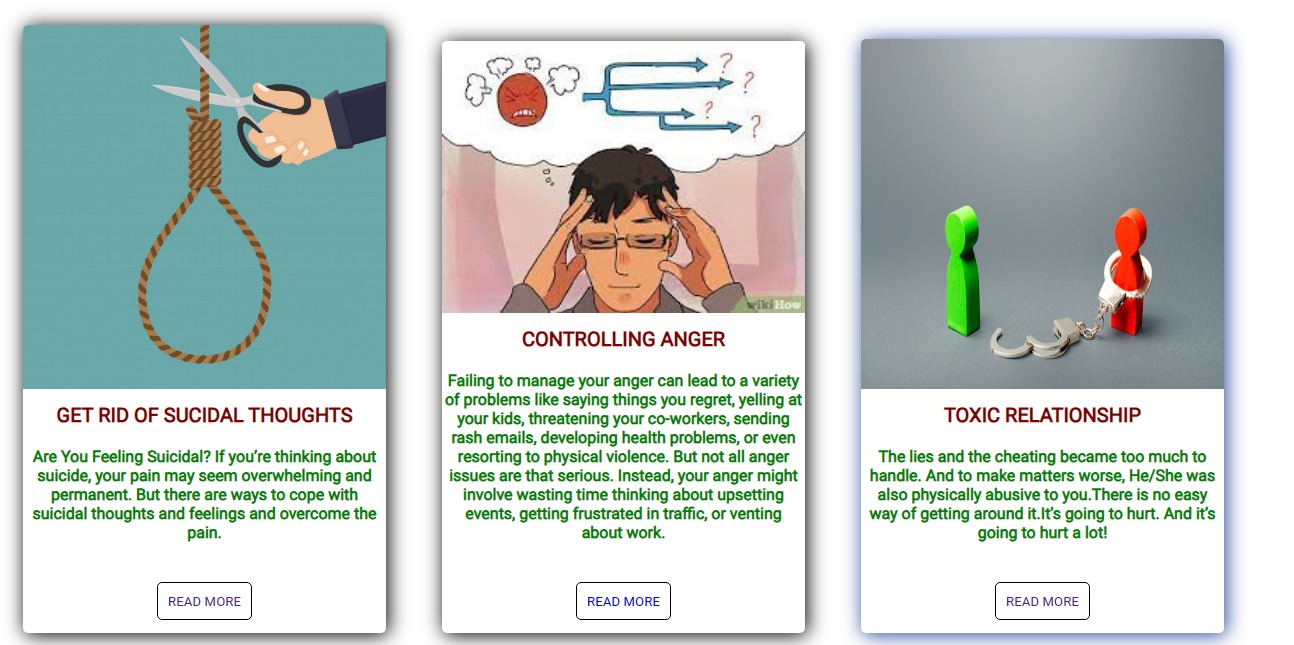 ? ? ? ?
wikiHow
GET RID OF SUCIDAL THOUGHTS
Are You Feeling Suicidal? If you’re thinking about
suicide, your pain may seem overwhelming and
permanent. But there are ways to cope with
suicidal thoughts and feelings and overcome the
pain.
READ MORE
CONTROLLING ANGER
Failing to manage your anger can lead to a variety
of problems like saying things you regret, yelling at
your kids, threatening your co-workers, sending
rash emails, developing health problems, or even
resorting to physical violence. But not all anger
issues are that serious. Instead, your anger might
involve wasting time thinking about upsetting
events, getting frustrated in traffic, or venting
about work.
READ MORE
TOXIC RELATIONSHIP
The lies and the cheating became too much to
handle. And to make matters worse, He/She was
also physically abusive to you.There is no easy
way of getting around it.It’s going to hurt. And it’s
going to hurt a lot!
READ MORE